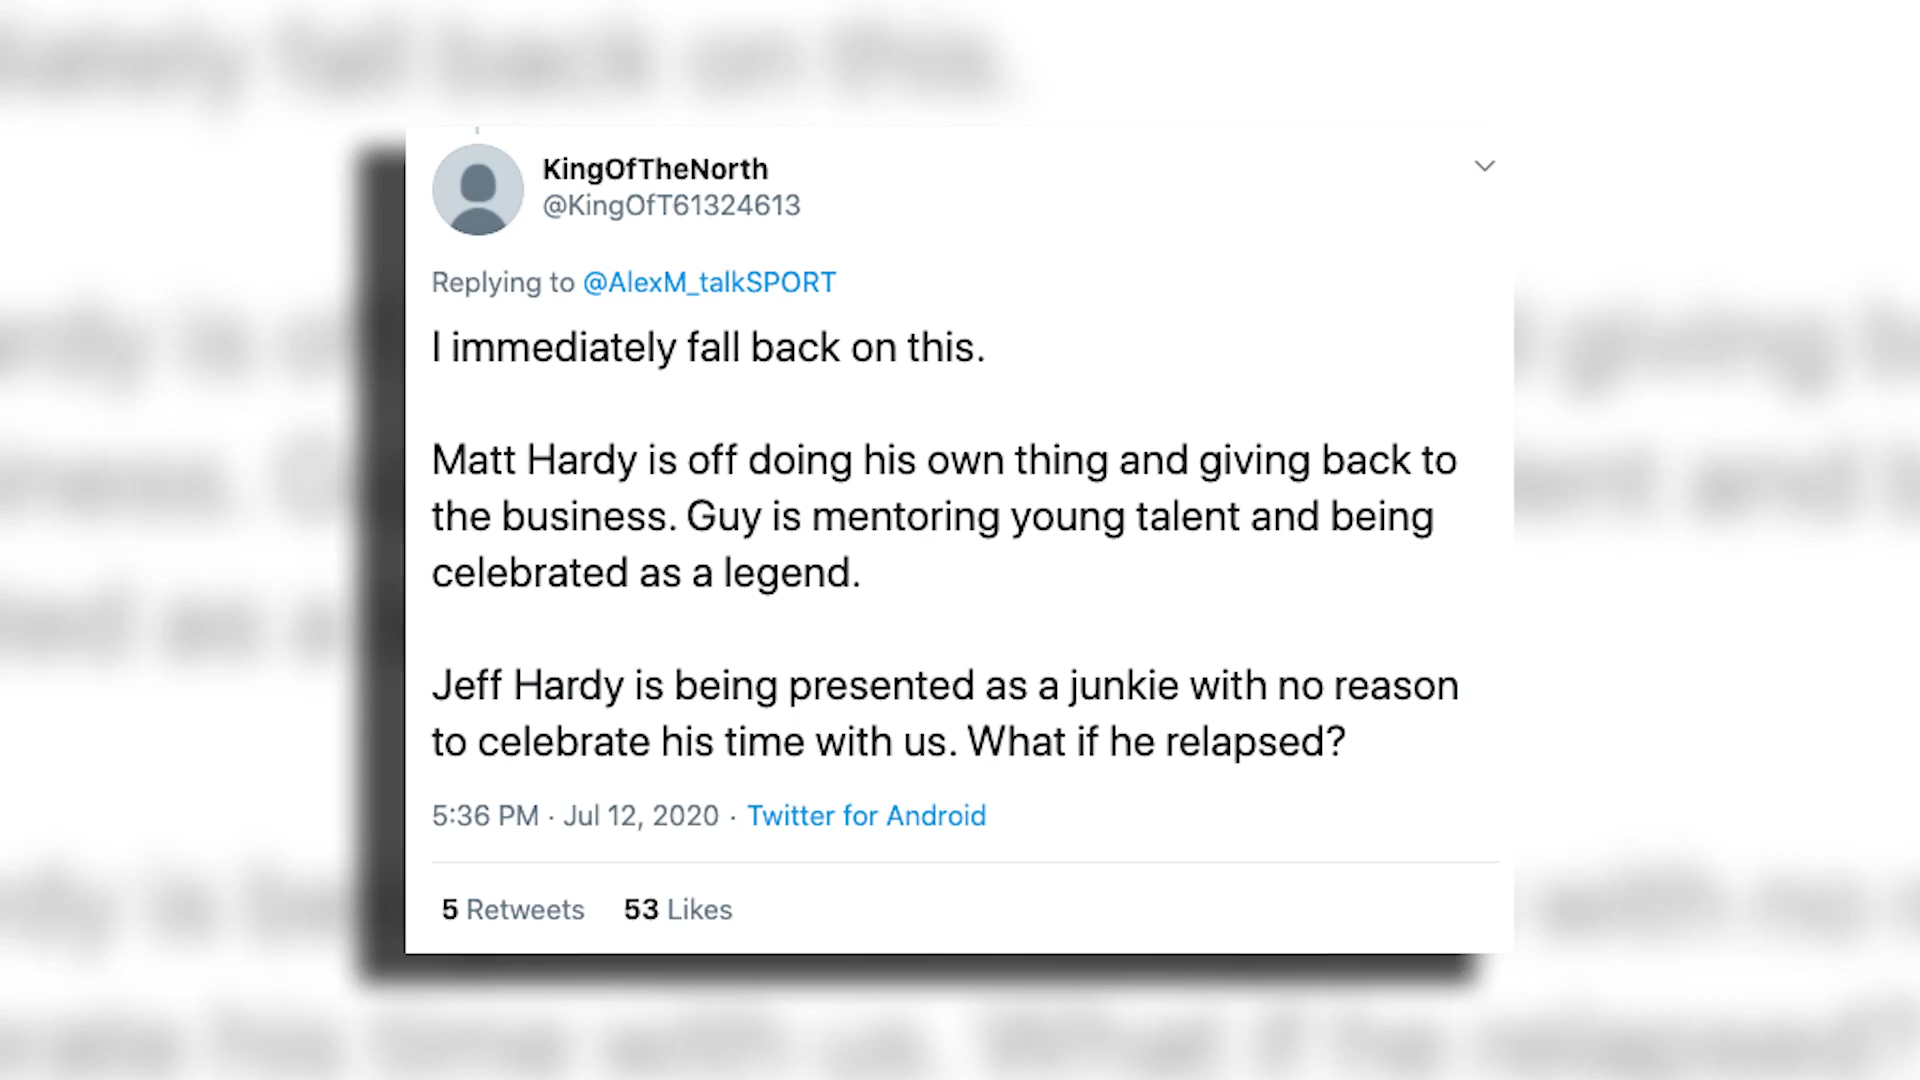 KingOfTheNorth
@KingOfT61324613
Replying to @AlexM_talkSPORT
I immediately fall back on this.
Matt Hardy is off doing his own thing and giving back to
the business. Guy is mentoring young talent and being
celebrated as a legend.
Jeff Hardy is being presented as a junkie with no reason
to celebrate his time with us. What if he relapsed?
5:36 PM · Jul 12, 2020 · Twitter for Android
5 Retweets 53 Likes